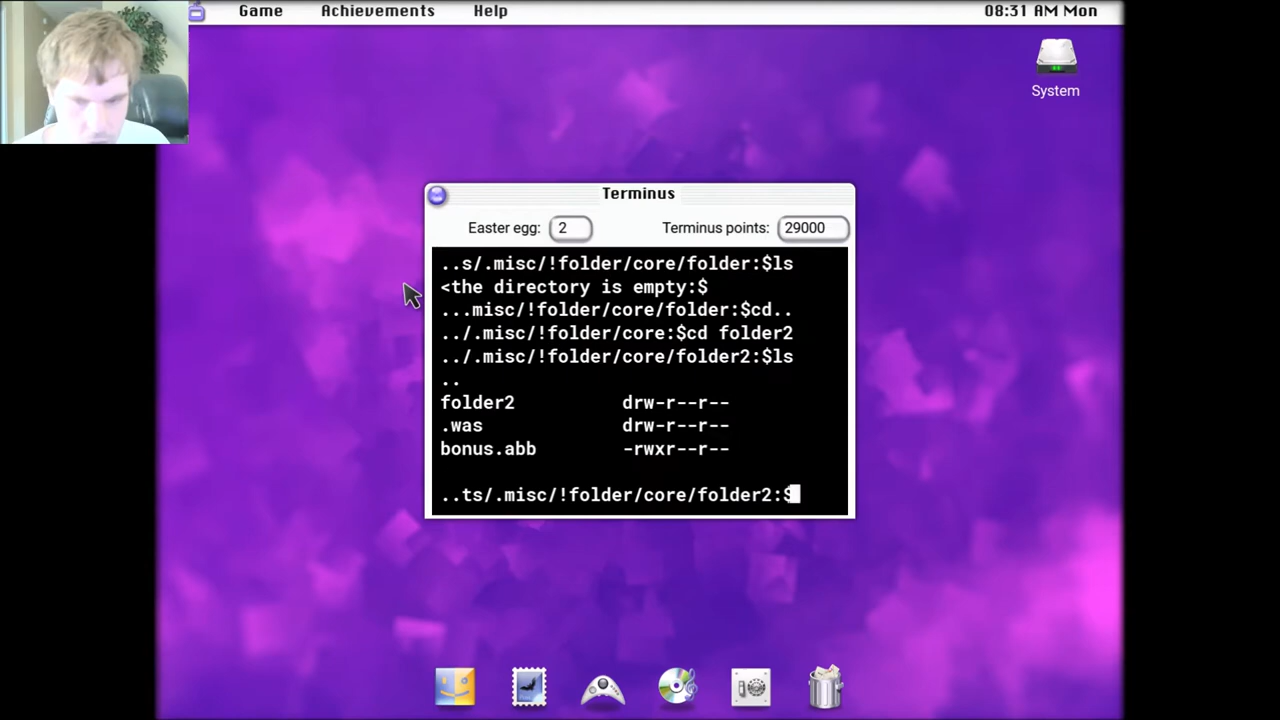 Game Achievements Help 08:31 AM Mon
System
Terminus
Easter egg: 2 Terminus points: 29000
..s/.misc/!folder/core/folder:$ls
<the directory is empty:$
...misc/!folder/core/folder:$cd..
../.misc/!folder/core:$cd folder2
../.misc/!folder/core/folder2:$ls
..
folder2 drw-r--r--
.was drw-r--r--
bonus.abb -rwxr--r--
..ts/.misc/!folder/core/folder2:$